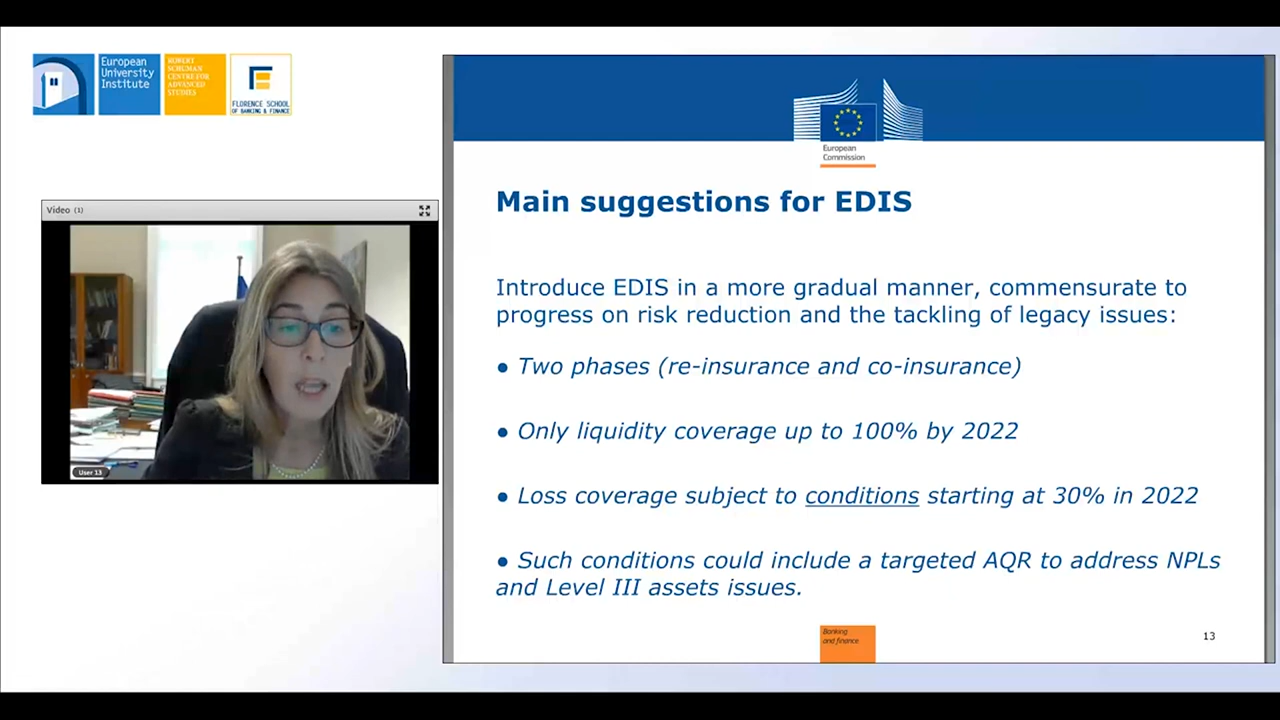 European
University
Institute
ROBERT
SCHUMAN
CENTRE FOR
ADVANCED
STUDIES
FLORENCE SCHOOL
OF BANKING & FINANCE
European
Commission
Main suggestions for EDIS
Video (1)
Introduce EDIS in a more gradual manner, commensurate to
progress on risk reduction and the tackling of legacy issues:
● Two phases (re-insurance and co-insurance)
● Only liquidity coverage up to 100% by 2022
● Loss coverage subject to conditions starting at 30% in 2022
● Such conditions could include a targeted AQR to address NPLs
and Level III assets issues.
User 13
Banking
and finance
13